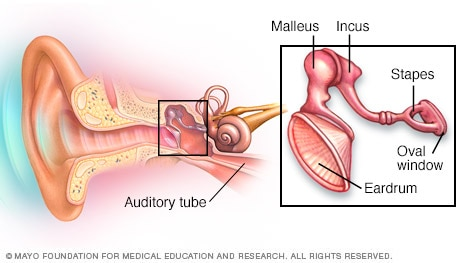 Malleus
Incus
Stapes
Oval
window
Eardrum
Auditory tube
© MAYO FOUNDATION FOR MEDICAL EDUCATION AND RESEARCH. ALL RIGHTS RESERVED.